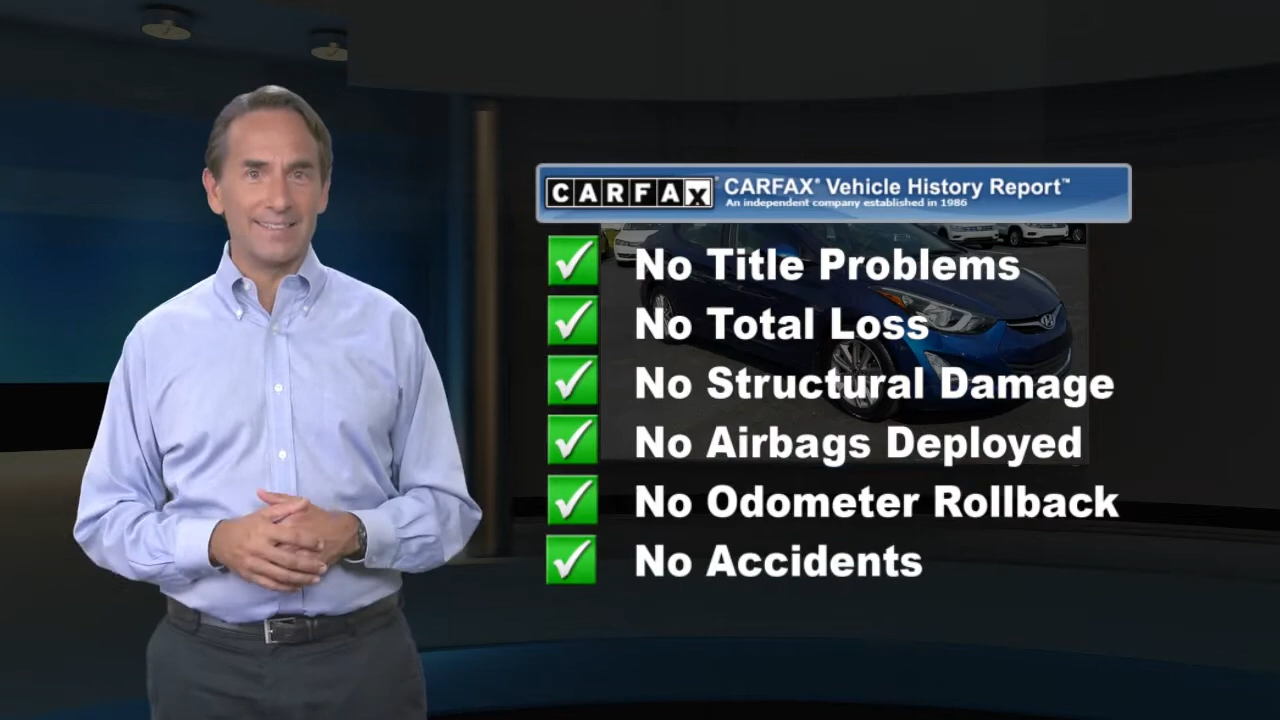 CARFAX® CARFAX® Vehicle History Report™
An independent company established in 1986
No Title Problems
No Total Loss
No Structural Damage
No Airbags Deployed
No Odometer Rollback
No Accidents